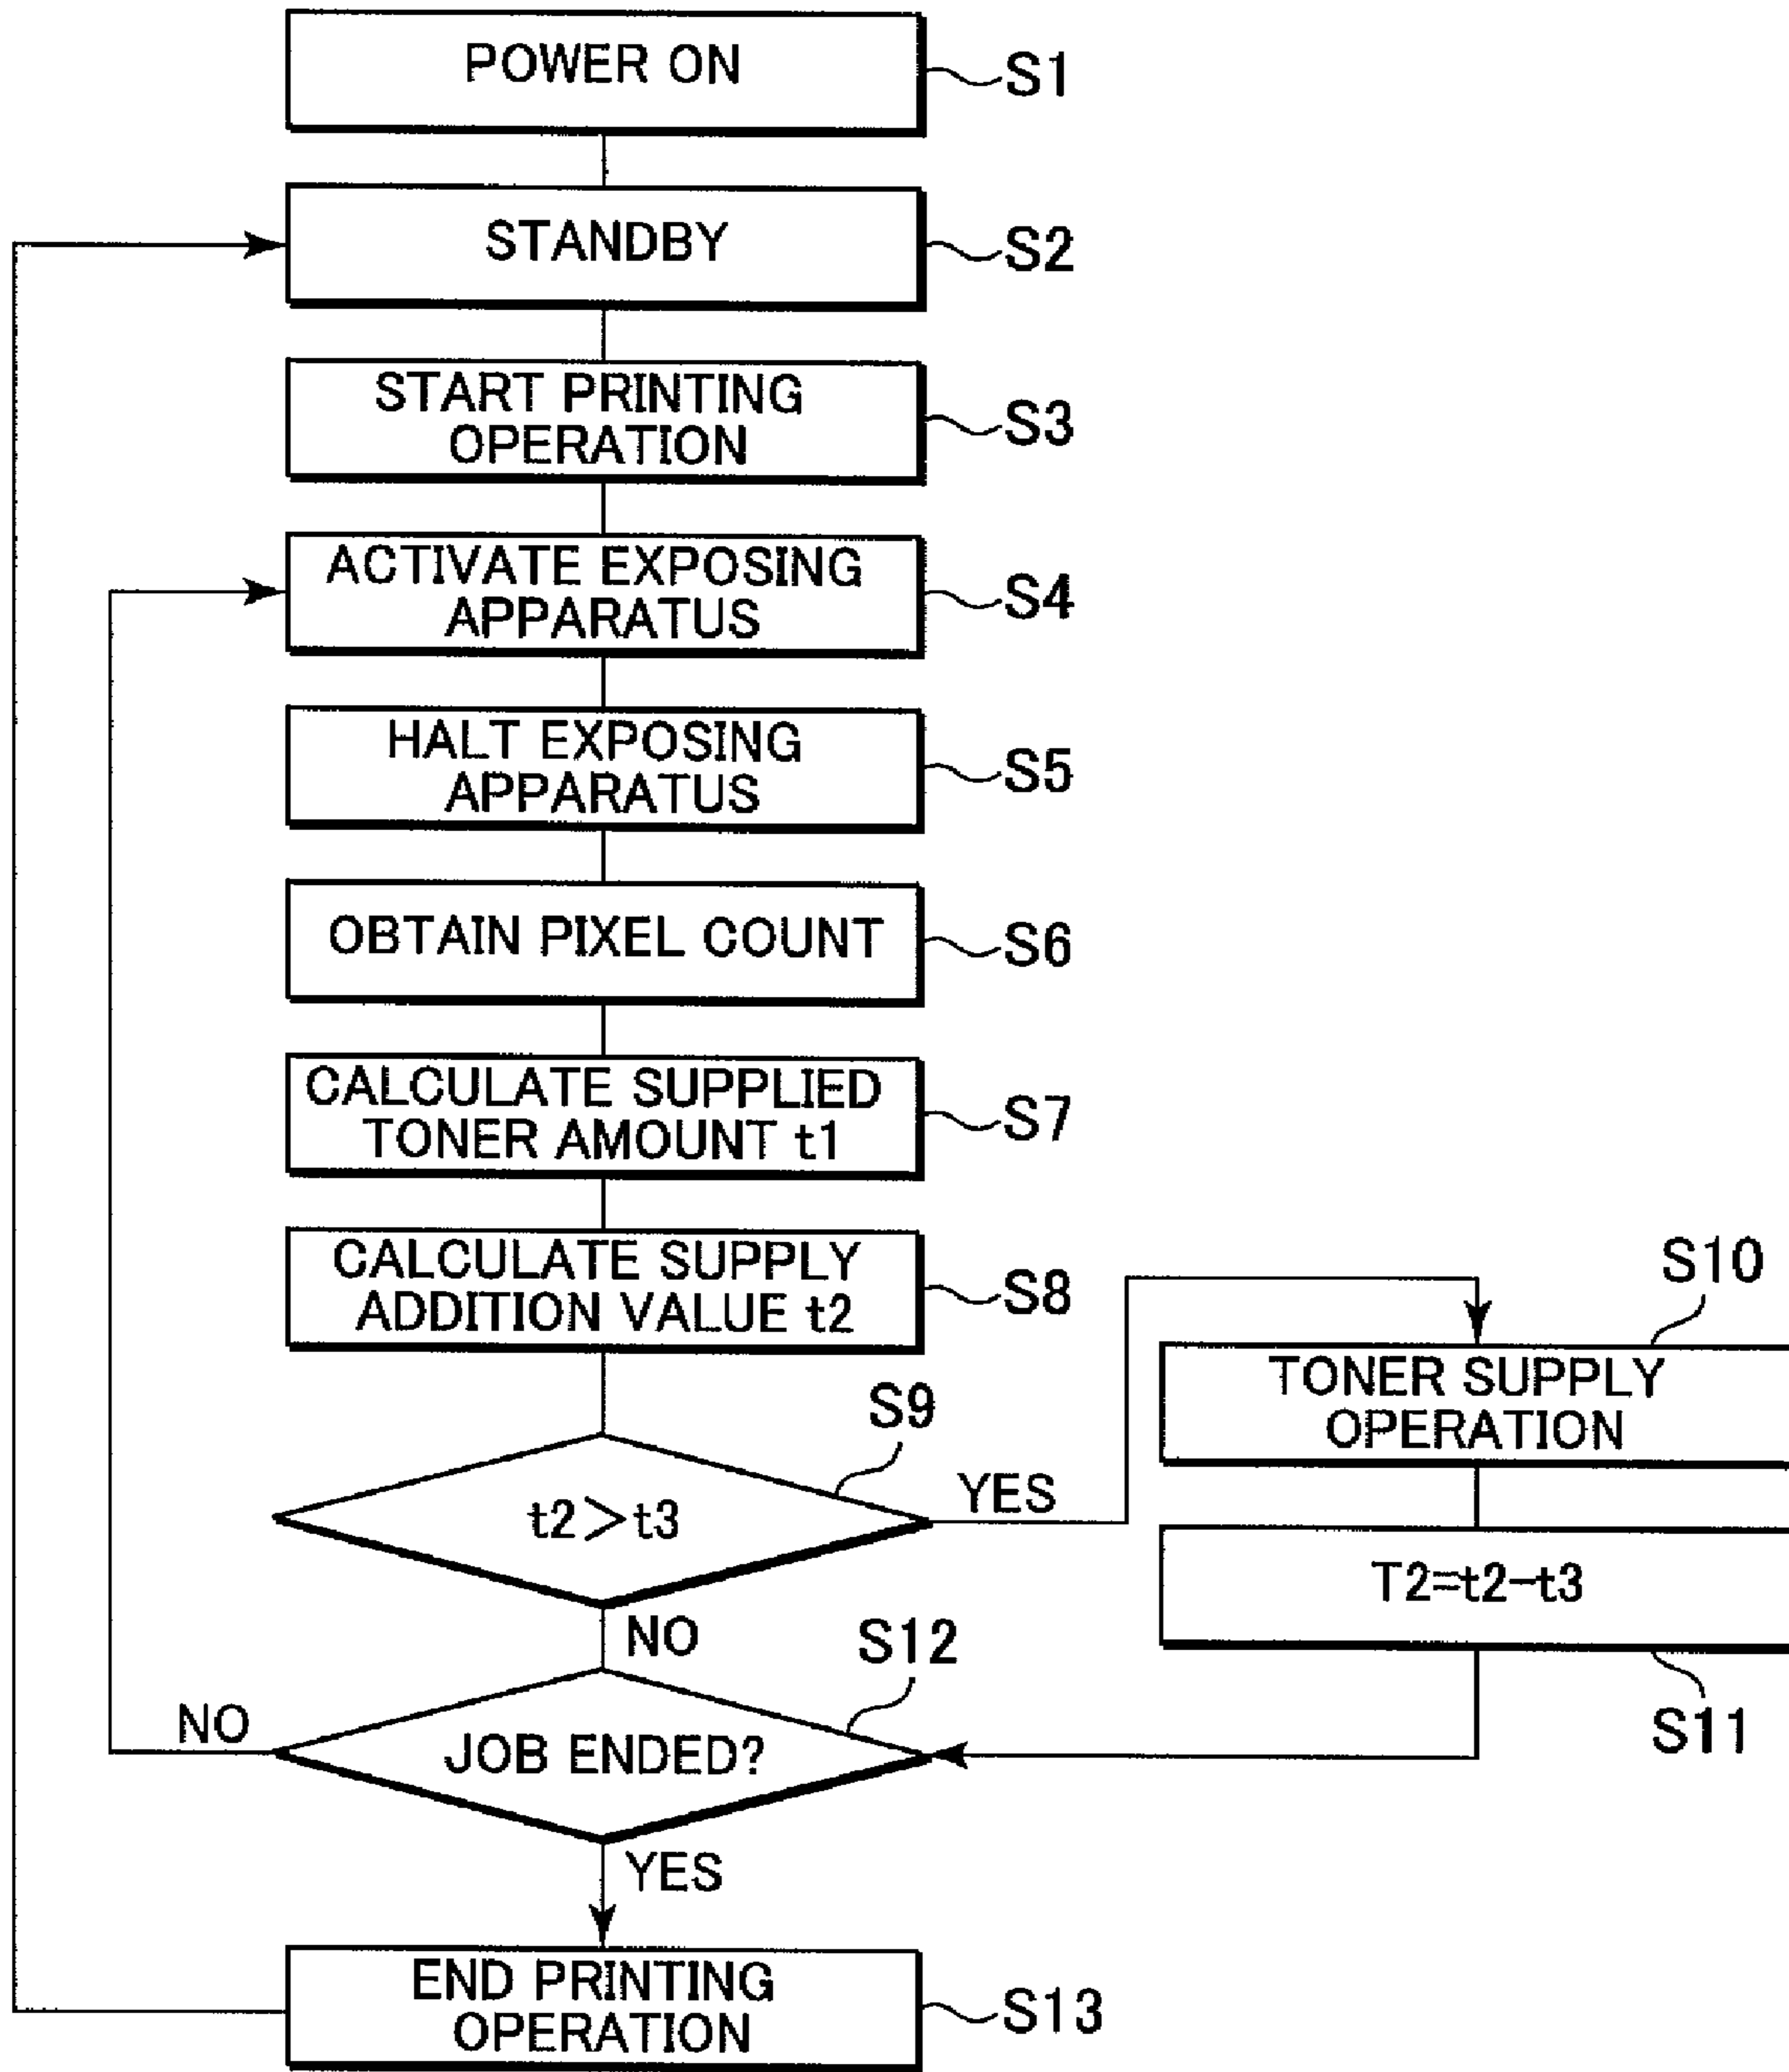 POWER ON
S1
STANDBY
S2
START PRINTING
OPERATION
S3
ACTIVATE EXPOSING
APPARATUS
S4
HALT EXPOSING
APPARATUS
S5
OBTAIN PIXEL COUNT
S6
CALCULATE SUPPLIED
TONER AMOUNT t1
S7
CALCULATE SUPPLY
ADDITION VALUE t2
S8
S9
t2>t3
YES
NO
S10
TONER SUPPLY
OPERATION
T2=t2-t3
S11
S12
JOB ENDED?
NO
YES
END PRINTING
OPERATION
S13